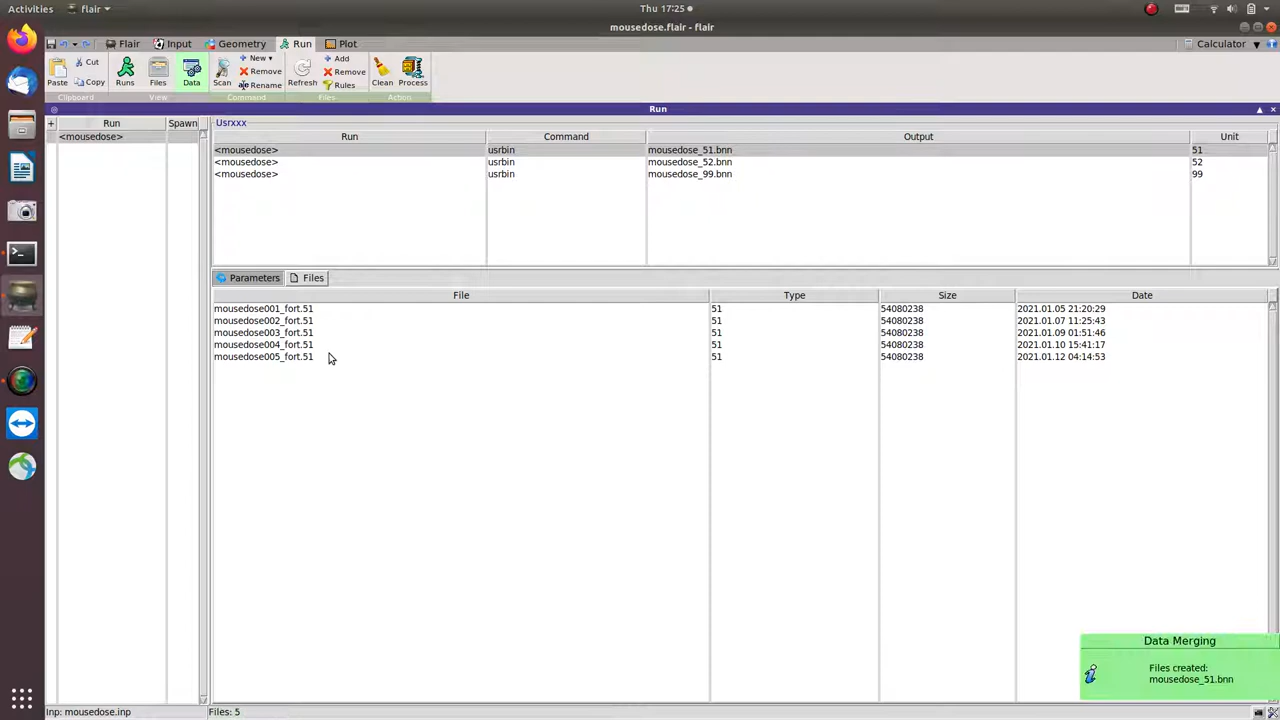 Activities flair ▾ Thu 17:25
mousedose.flair - flair
Flair Input Geometry Run Plot Calculator
Paste Cut Copy Runs Files Data Scan New Remove Rename Refresh Add Remove Rules Clean Process
Clipboard View Command Files Action
Run
+ Run Spawn
Usrxxx
Run Command Output Unit
<mousedose>
<mousedose> usrbin mousedose_51.bnn 51
<mousedose> usrbin mousedose_52.bnn 52
<mousedose> usrbin mousedose_99.bnn 99
Parameters Files
File Type Size Date
mousedose001_fort.51 51 54080238 2021.01.05 21:20:29
mousedose002_fort.51 51 54080238 2021.01.07 11:25:43
mousedose003_fort.51 51 54080238 2021.01.09 01:51:46
mousedose004_fort.51 51 54080238 2021.01.10 15:41:17
mousedose005_fort.51 51 54080238 2021.01.12 04:14:53
Data Merging
Files created:
mousedose_51.bnn
Inp: mousedose.inp Files: 5